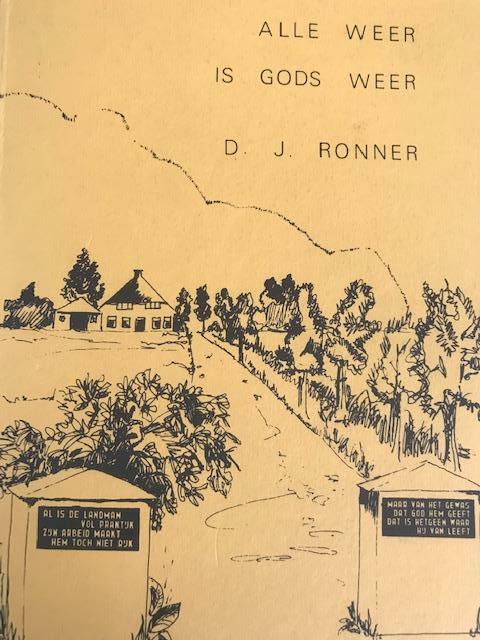 ALLE WEER
IS GODS WEER
D. J. RONNER
AL IS DE LANDMAN
VOL PRAKTIJK
ZIJN ARBEID MAAKT
HEM TOCH NIET RIJK
MAAR VAN HET GEWAS
DAT GOD HEM GEEFT
DAT IS HETGEEN WAAR
HIJ VAN LEEFT